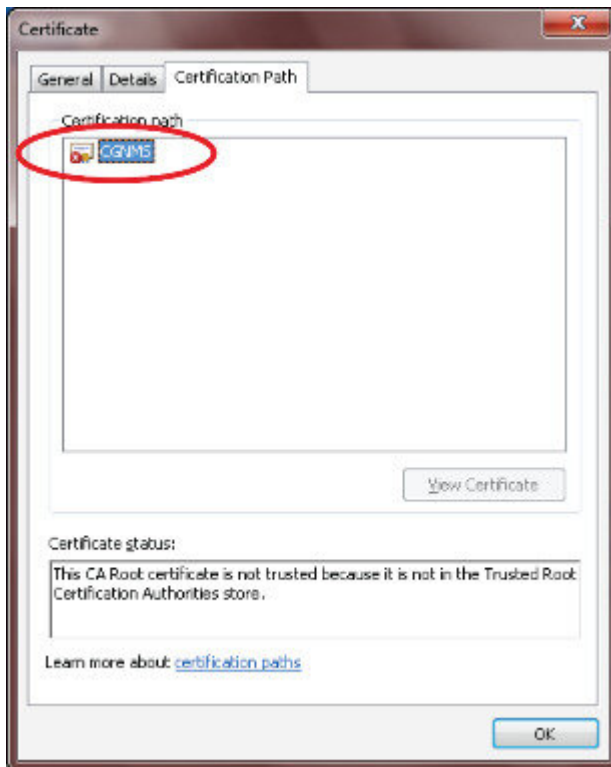 Certificate
General
Details
Certification Path
Certification path
CGNMS
View Certificate
Certificate status:
This CA Root certificate is not trusted because it is not in the Trusted Root
Certification Authorities store.
Learn more about certification paths
OK